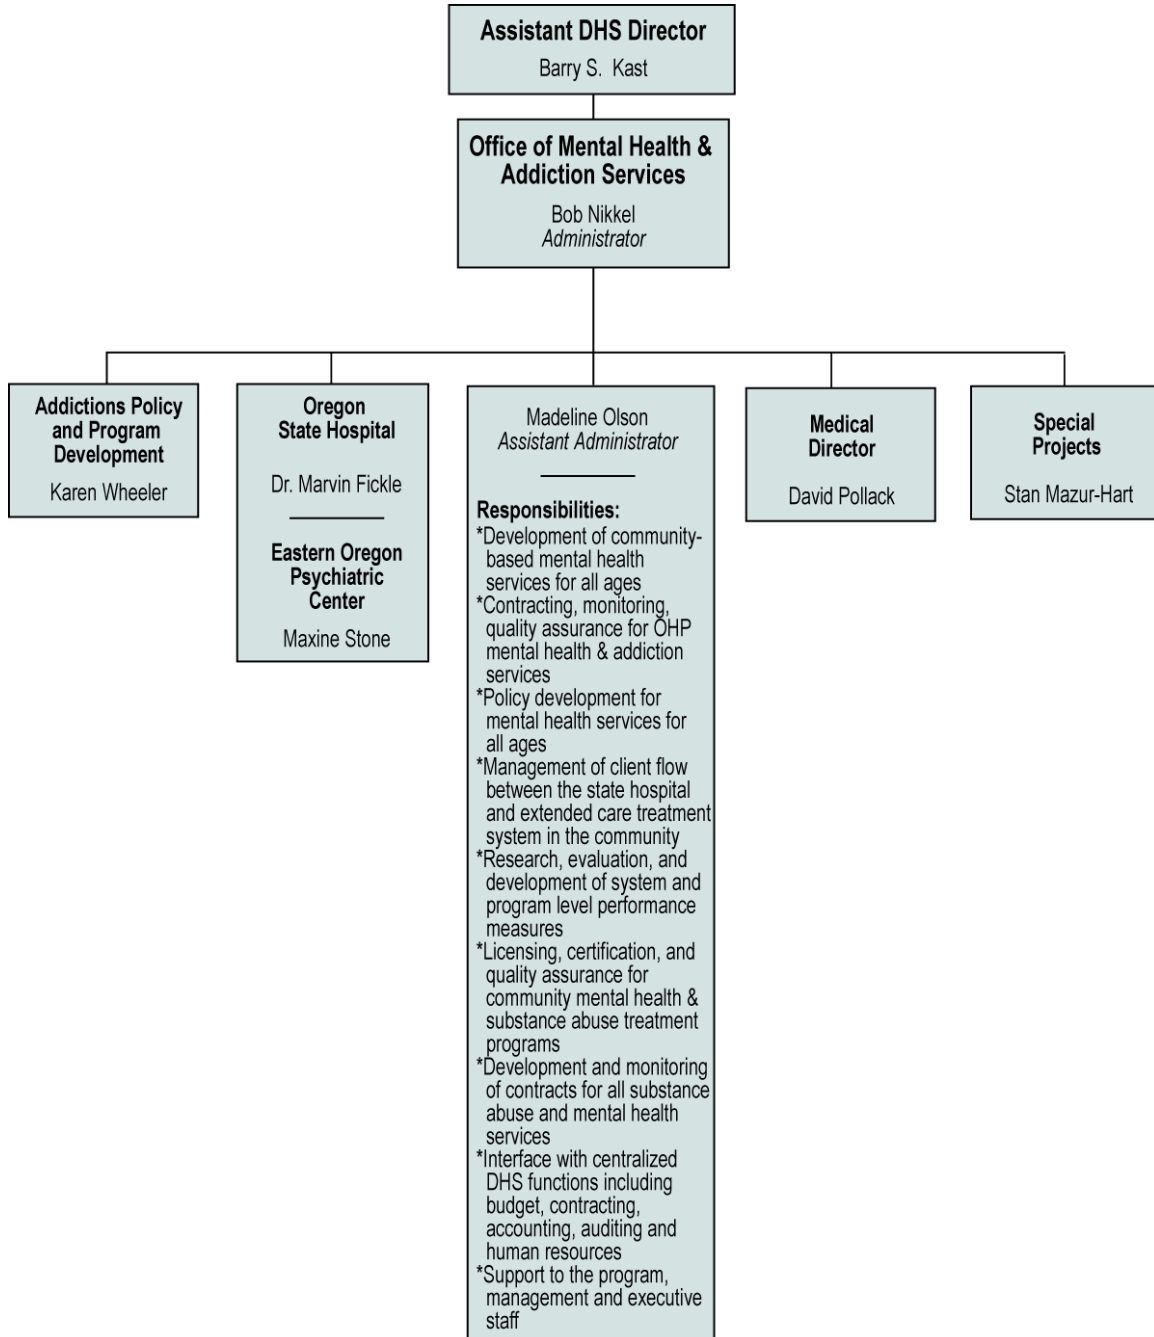 Assistant DHS Director
Barry S. Kast
Office of Mental Health &
Addiction Services
Bob Nikkel
Administrator
Addictions Policy
and Program
Development
Karen Wheeler
Oregon
State Hospital
Dr. Marvin Fickle
Eastern Oregon
Psychiatric
Center
Maxine Stone
Madeline Olson
Assistant Administrator
Responsibilities:
*Development of community-
based mental health
services for all ages
*Contracting, monitoring,
quality assurance for OHP
mental health & addiction
services
*Policy development for
mental health services for
all ages
*Management of client flow
between the state hospital
and extended care treatment
system in the community
*Research, evaluation, and
development of system and
program level performance
measures
*Licensing, certification, and
quality assurance for
community mental health &
substance abuse treatment
programs
*Development and monitoring
of contracts for all substance
abuse and mental health
services
*Interface with centralized
DHS functions including
budget, contracting,
accounting, auditing and
human resources
*Support to the program,
management and executive
staff
Medical
Director
David Pollack
Special
Projects
Stan Mazur-Hart